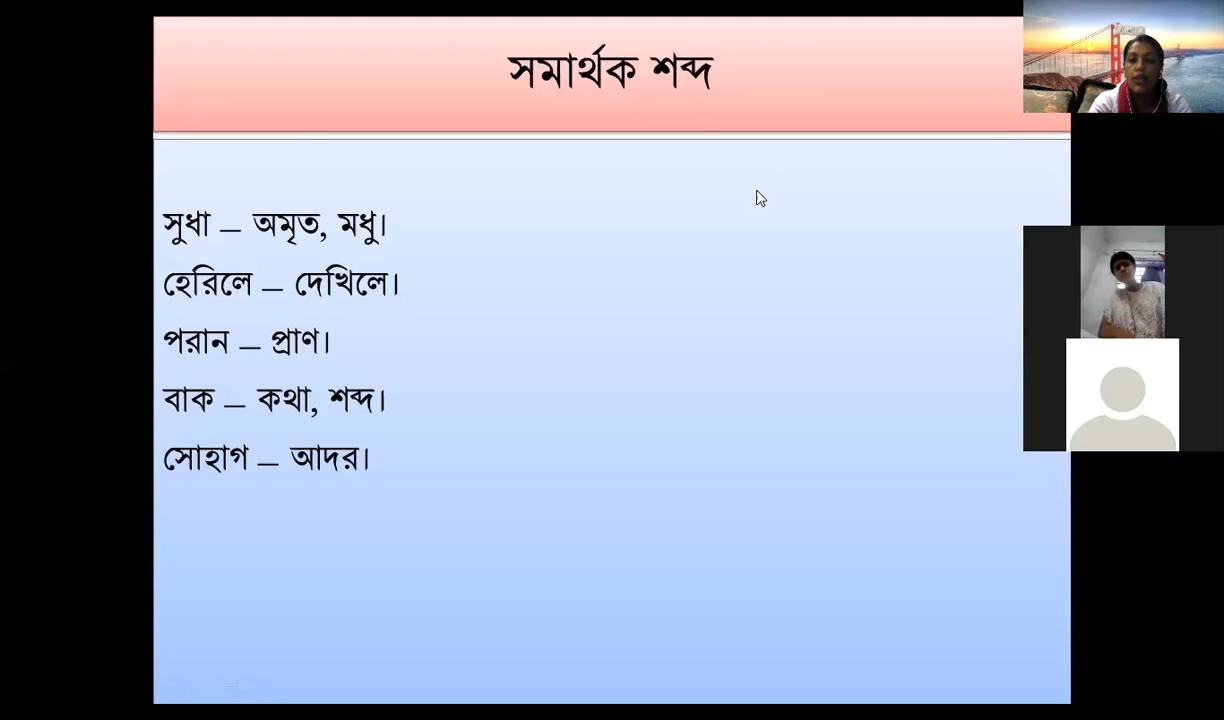 সমার্থক শব্দ
সুধা – অমৃত, মধু।
হেরিলে – দেখিলে।
পরান – প্রাণ।
বাক – কথা, শব্দ।
সোহাগ – আদর।